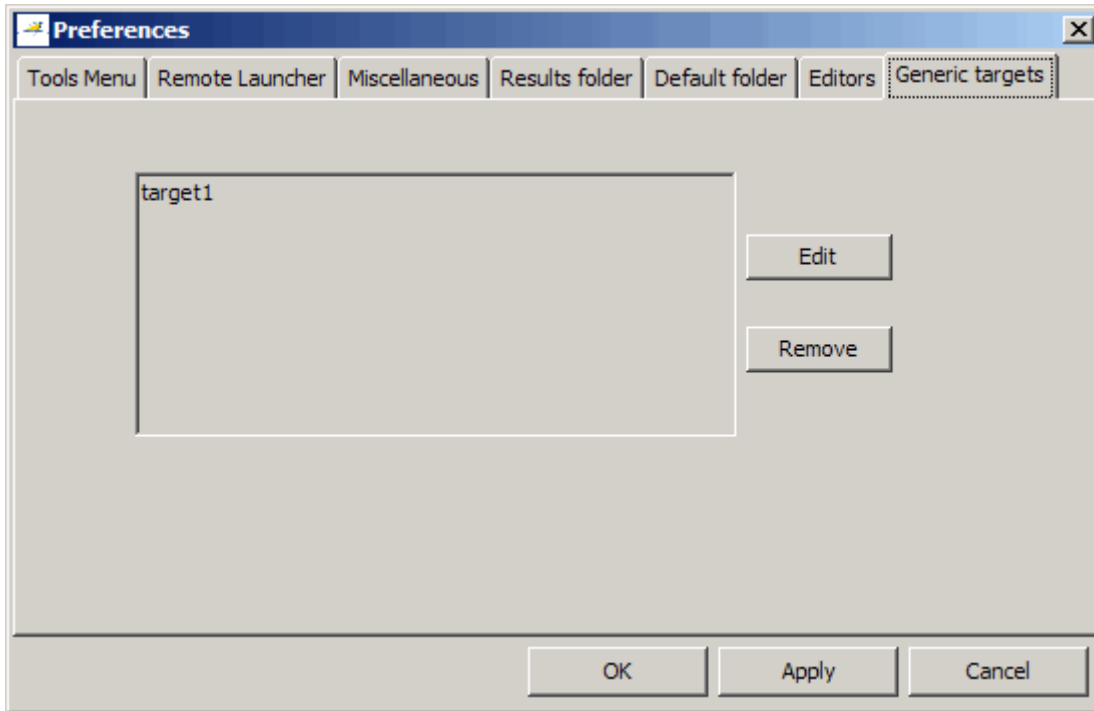 Preferences
Tools Menu Remote Launcher Miscellaneous Results folder Default folder Editors Generic targets
target1
Edit
Remove
OK Apply Cancel